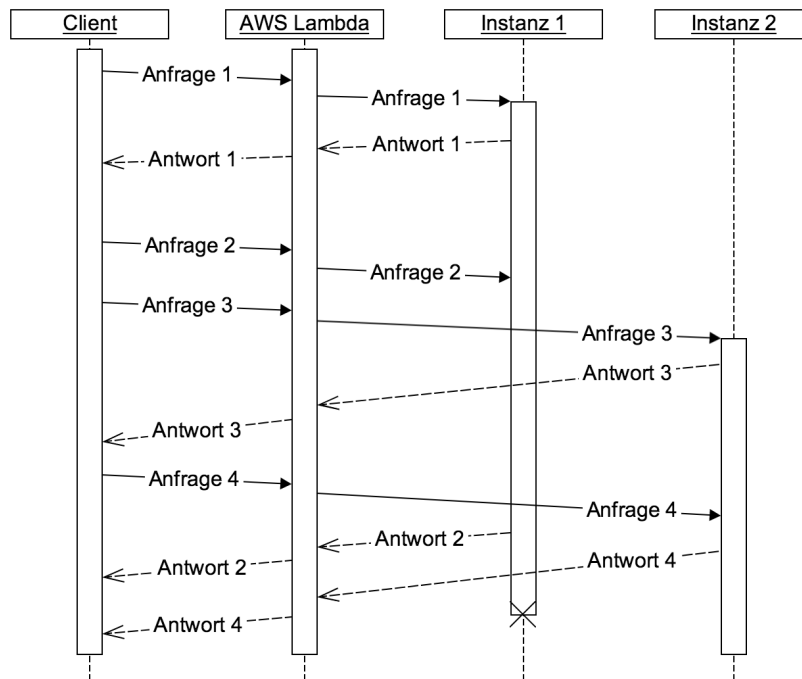 Client
AWS Lambda
Instanz 1
Instanz 2
Anfrage 1
Anfrage 1
Antwort 1
Antwort 1
Anfrage 2
Anfrage 2
Anfrage 3
Anfrage 3
Antwort 3
Antwort 3
Anfrage 4
Anfrage 4
Antwort 2
Antwort 4
Antwort 2
Antwort 4